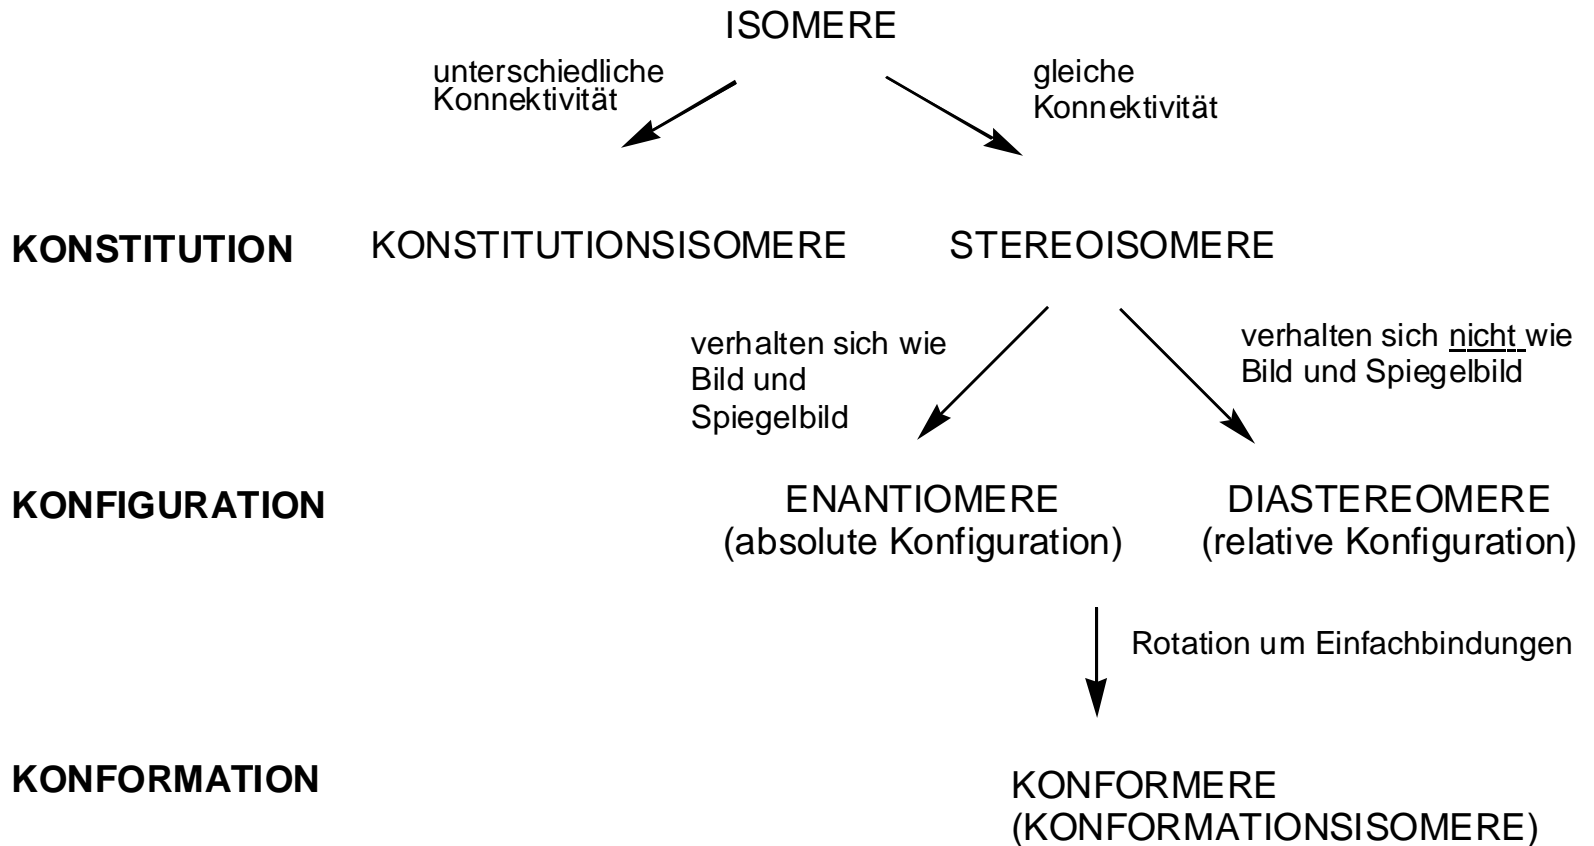 ISOMERE
unterschiedliche
Konnektivität
gleiche
Konnektivität
KONSTITUTION
KONSTITUTIONSISOMERE
STEREOISOMERE
verhalten sich wie
Bild und
Spiegelbild
verhalten sich nicht wie
Bild und Spiegelbild
KONFIGURATION
ENANTIOMERE
(absolute Konfiguration)
DIASTEREOMERE
(relative Konfiguration)
Rotation um Einfachbindungen
KONFORMATION
KONFORMERE
(KONFORMATIONSISOMERE)